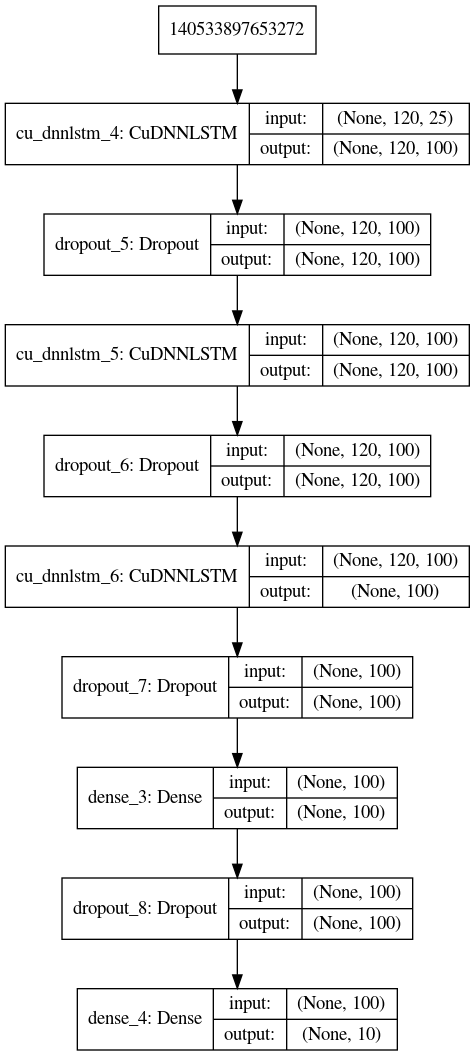 140533897653272
cu_dnnlstm_4: CuDNNLSTM
input: (None, 120, 25)
output: (None, 120, 100)
dropout_5: Dropout
input: (None, 120, 100)
output: (None, 120, 100)
cu_dnnlstm_5: CuDNNLSTM
input: (None, 120, 100)
output: (None, 120, 100)
dropout_6: Dropout
input: (None, 120, 100)
output: (None, 120, 100)
cu_dnnlstm_6: CuDNNLSTM
input: (None, 120, 100)
output: (None, 100)
dropout_7: Dropout
input: (None, 100)
output: (None, 100)
dense_3: Dense
input: (None, 100)
output: (None, 100)
dropout_8: Dropout
input: (None, 100)
output: (None, 100)
dense_4: Dense
input: (None, 100)
output: (None, 10)